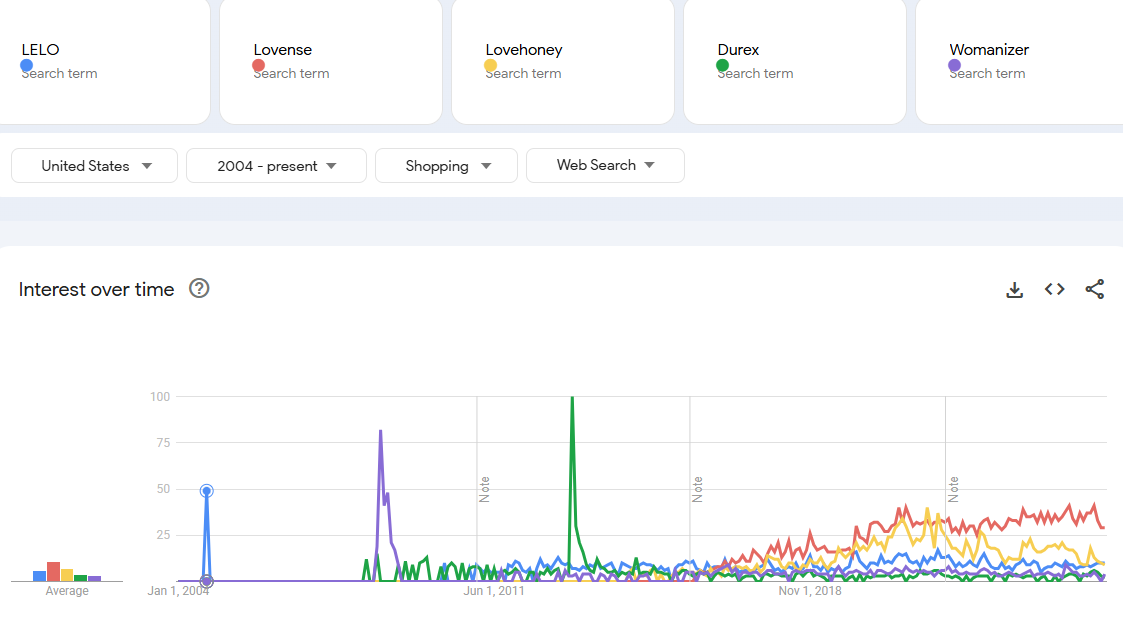 LELO
Search term
Lovense
Search term
Lovehoney
Search term
Durex
Search term
Womanizer
Search term
United States
2004 - present
Shopping
Web Search
Interest over time
?
100
75
50
25
Note
Note
Note
Average
Jan 1, 2004
Jun 1, 2011
Nov 1, 2018